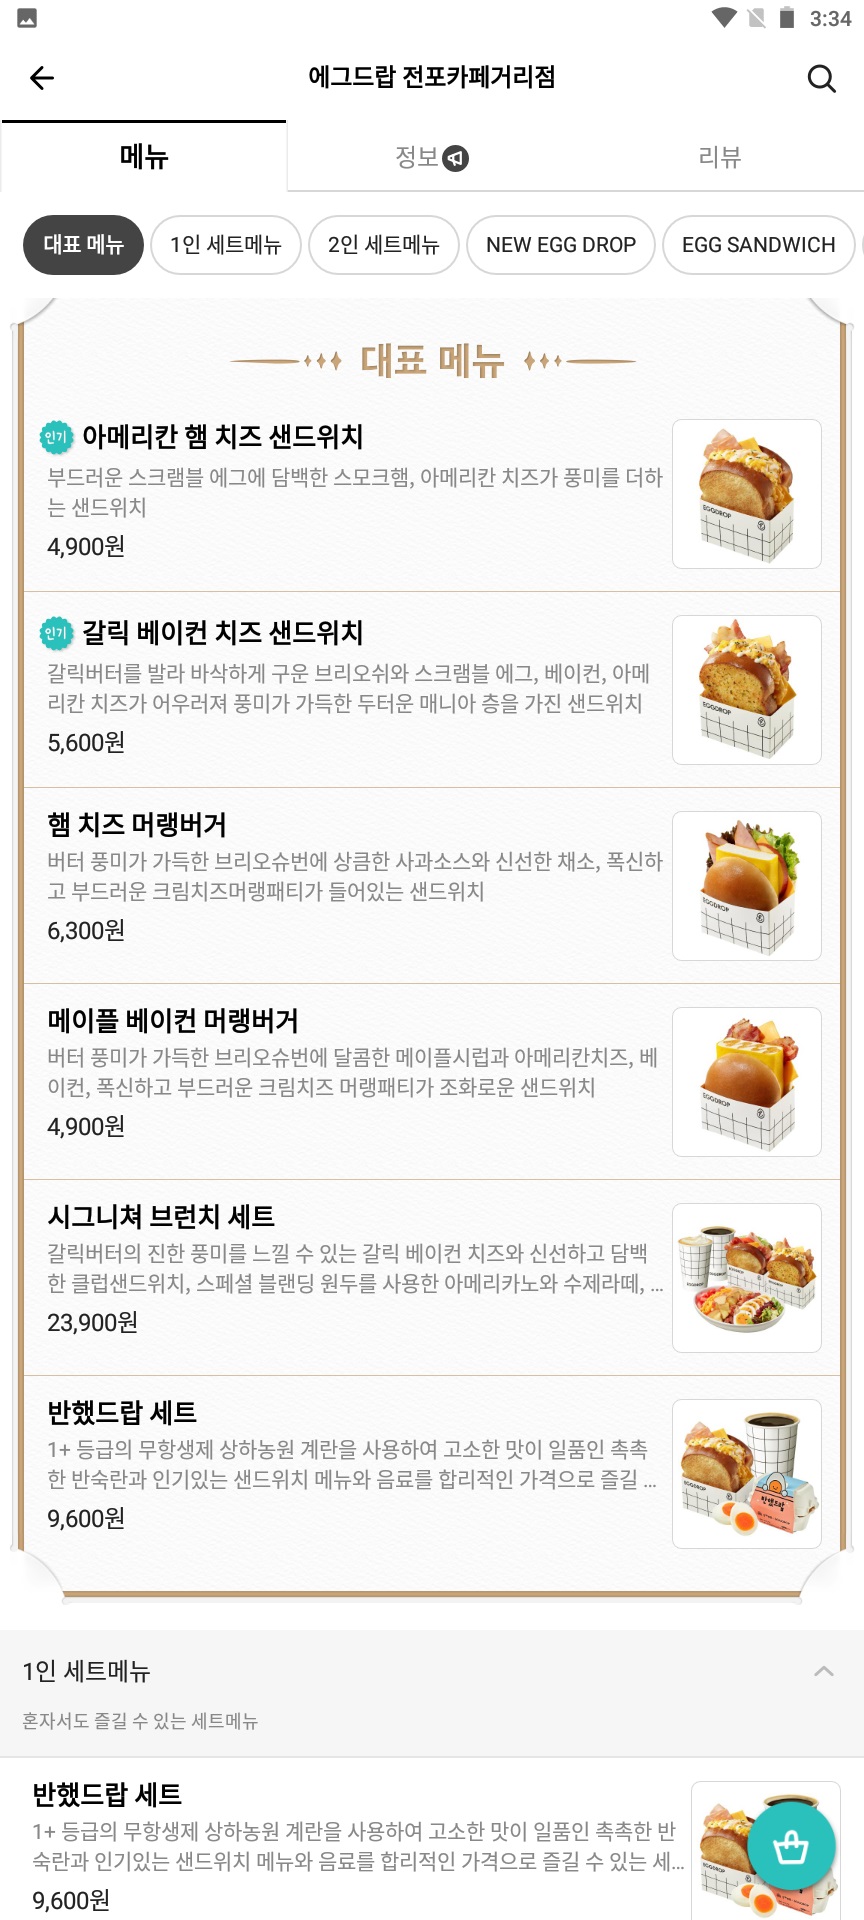 3:34
에그드랍 전포카페거리점
메뉴
정보
리뷰
대표 메뉴
1인 세트메뉴
2인 세트메뉴
NEW EGG DROP
EGG SANDWICH
대표 메뉴
인기 아메리칸 햄 치즈 샌드위치
부드러운 스크램블 에그에 담백한 스모크햄, 아메리칸 치즈가 풍미를 더하
는 샌드위치
4,900원
EGGDROP
인기 갈릭 베이컨 치즈 샌드위치
갈릭버터를 발라 바삭하게 구운 브리오쉬와 스크램블 에그, 베이컨, 아메
리칸 치즈가 어우러져 풍미가 가득한 두터운 매니아 층을 가진 샌드위치
5,600원
EGGDROP
햄 치즈 머랭버거
버터 풍미가 가득한 브리오슈번에 상큼한 사과소스와 신선한 채소, 폭신하
고 부드러운 크림치즈머랭패티가 들어있는 샌드위치
6,300원
EGGDROP
메이플 베이컨 머랭버거
버터 풍미가 가득한 브리오슈번에 달콤한 메이플시럽과 아메리칸치즈, 베
이컨, 폭신하고 부드러운 크림치즈 머랭패티가 조화로운 샌드위치
4,900원
EGGDROP
시그니쳐 브런치 세트
갈릭버터의 진한 풍미를 느낄 수 있는 갈릭 베이컨 치즈와 신선하고 담백
한 클럽샌드위치, 스페셜 블랜딩 원두를 사용한 아메리카노와 수제라떼, ...
23,900원
반했드랍 세트
1+ 등급의 무항생제 상하농원 계란을 사용하여 고소한 맛이 일품인 촉촉
한 반숙란과 인기있는 샌드위치 메뉴와 음료를 합리적인 가격으로 즐길 ...
9,600원
EGGDROP
반했드랍
1인 세트메뉴
혼자서도 즐길 수 있는 세트메뉴
반했드랍 세트
1+ 등급의 무항생제 상하농원 계란을 사용하여 고소한 맛이 일품인 촉촉한 반
숙란과 인기있는 샌드위치 메뉴와 음료를 합리적인 가격으로 즐길 수 있는 세...
9,600원
EGGDROP